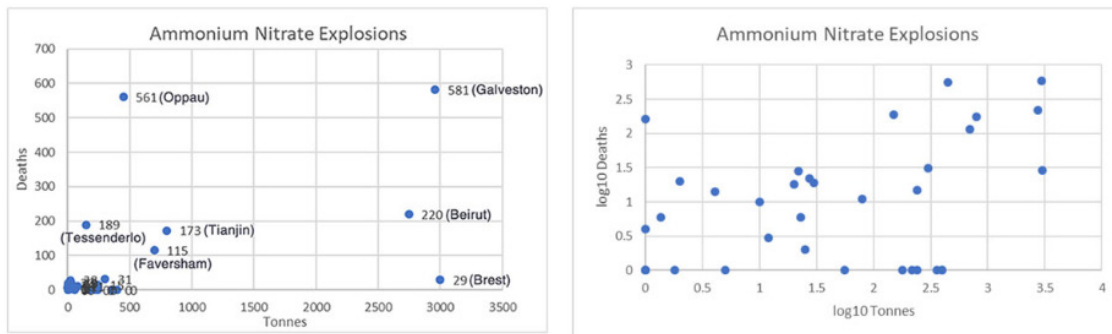 Ammonium Nitrate Explosions
700
600
500
400
300
200
100
0
Deaths
561 (Oppau)
581 (Galveston)
220 (Beirut)
189
(Tessenderlo)
173 (Tianjin)
115
(Faversham)
31
29 (Brest)
0 500 1000 1500 2000 2500 3000 3500
Tonnes
Ammonium Nitrate Explosions
3
2.5
2
1.5
1
0.5
0
log10 Deaths
0 0.5 1 1.5 2 2.5 3 3.5 4
log10 Tonnes